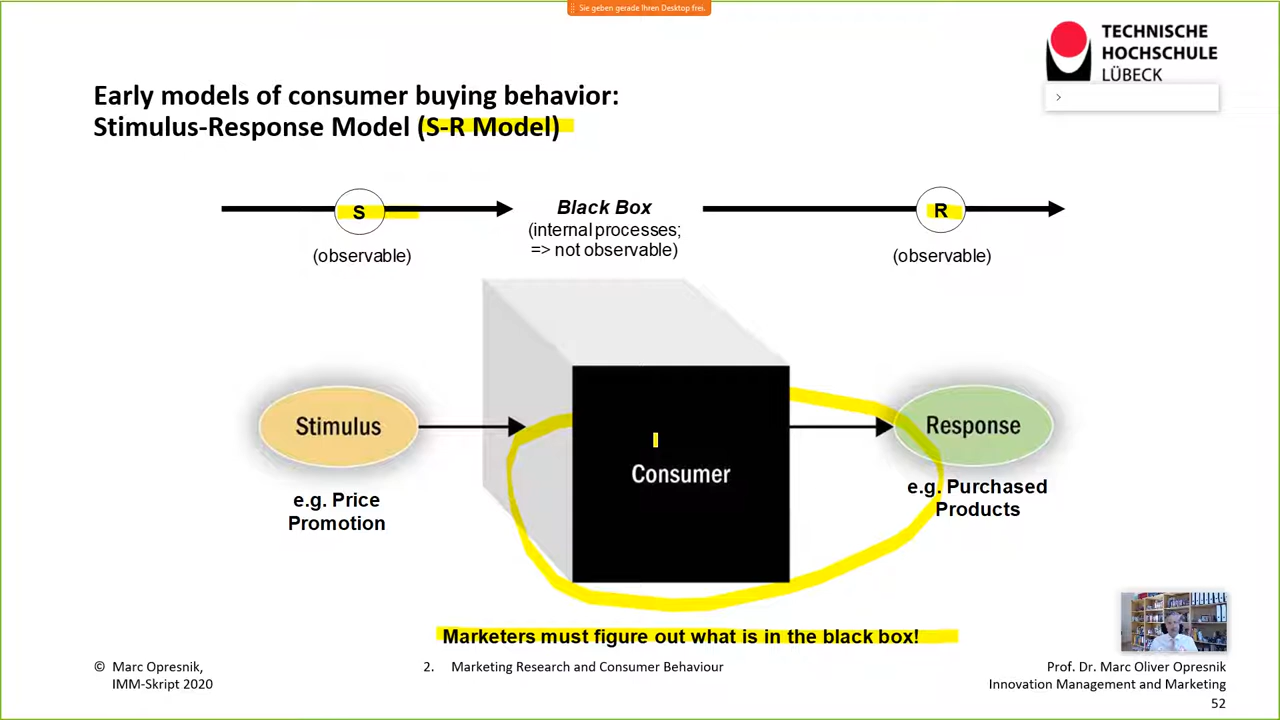 Sie geben gerade Ihren Desktop frei.
TECHNISCHE
HOCHSCHULE
LÜBECK
Early models of consumer buying behavior:
Stimulus-Response Model (S-R Model)
S
Black Box
R
(internal processes;
=> not observable)
(observable)
(observable)
Stimulus
Consumer
Response
e.g. Price
Promotion
e.g. Purchased
Products
Marketers must figure out what is in the black box!
© Marc Opresnik,
IMM-Skript 2020
2. Marketing Research and Consumer Behaviour
Prof. Dr. Marc Oliver Opresnik
Innovation Management and Marketing
52